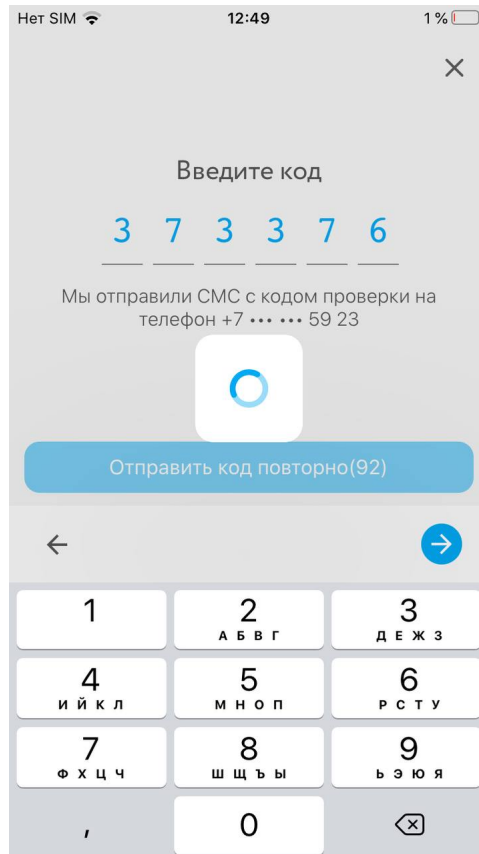 Нет SIM 12:49 1 %
Введите код
3 7 3 3 7 6
Мы отправили СМС с кодом проверки на
телефон +7 ••• ••• 59 23
Отправить код повторно(92)
1 2 3
А Б В Г Д Е Ж З
4 5 6
И Й К Л М Н О П Р С Т У
7 8 9
Ф Х Ц Ч Ш Щ Ъ Ы Ь Э Ю Я
, 0